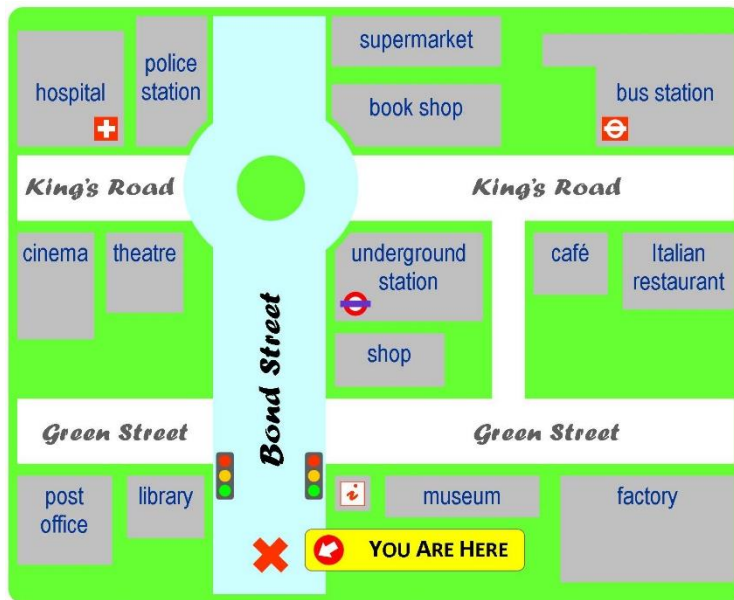 supermarket
police
station
hospital
book shop
bus station
King's Road
King's Road
cinema
theatre
underground
station
café
Italian
restaurant
Bond Street
shop
Green Street
Green Street
post
office
library
i
museum
factory
YOU ARE HERE